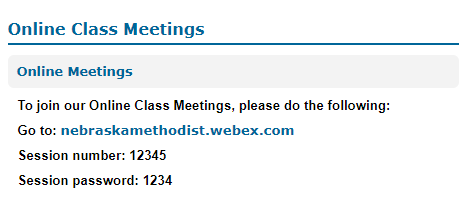 Online Class Meetings
Online Meetings
To join our Online Class Meetings, please do the following:
Go to: nebraskamethodist.webex.com
Session number: 12345
Session password: 1234